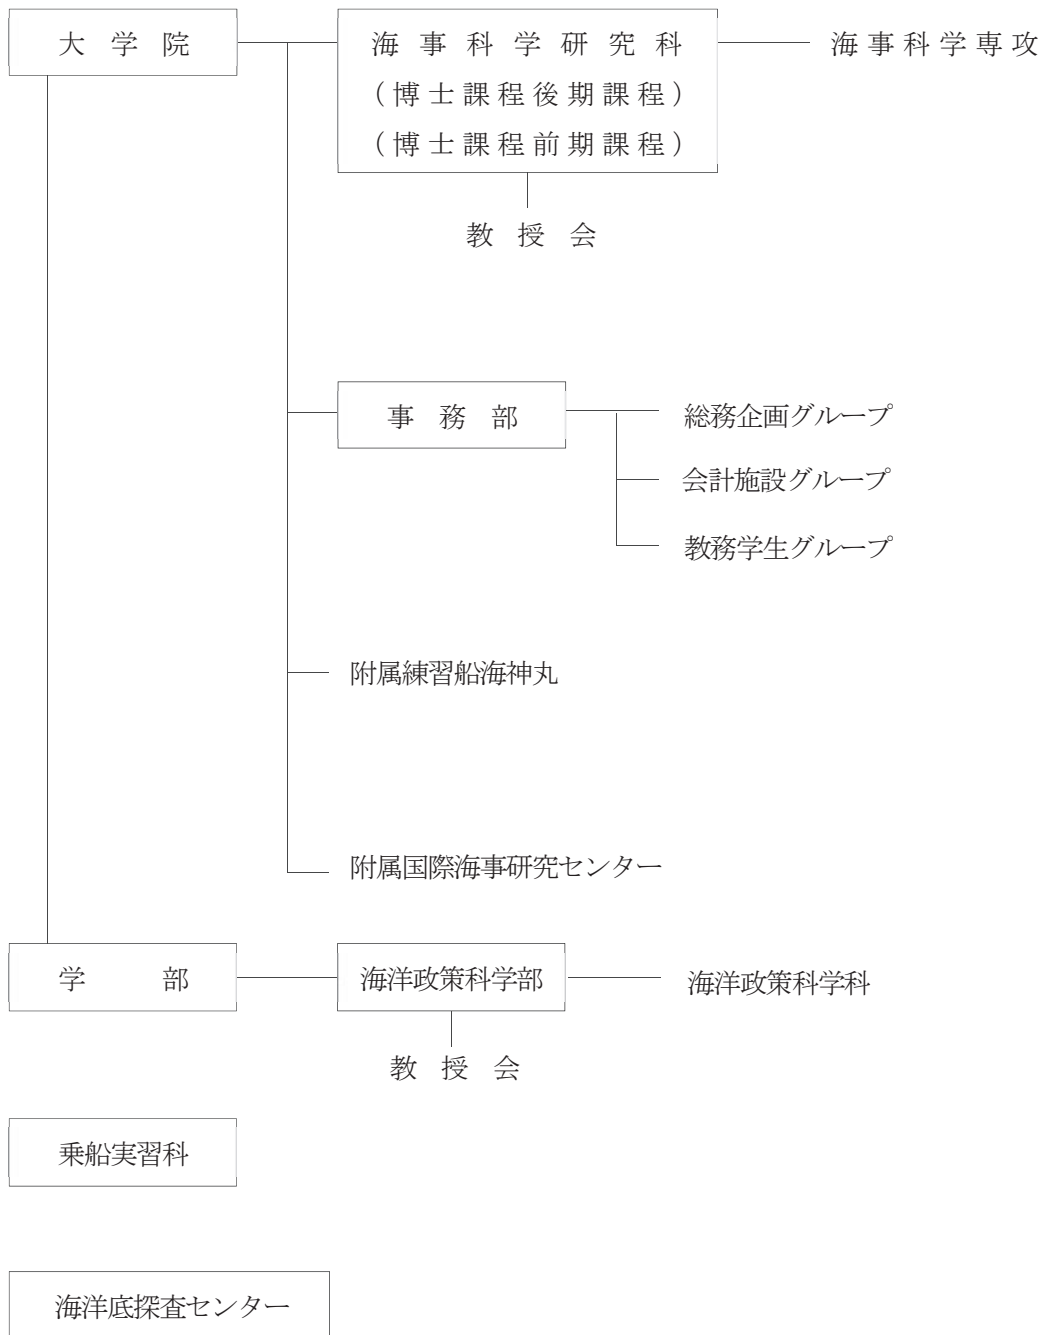 大学院
海事科学研究科
（博士課程後期課程）
（博士課程前期課程）
海事科学専攻
教授会
事務部
総務企画グループ
会計施設グループ
教務学生グループ
附属練習船海神丸
附属国際海事研究センター
学部
海洋政策科学部
海洋政策科学科
教授会
乗船実習科
海洋底探査センター